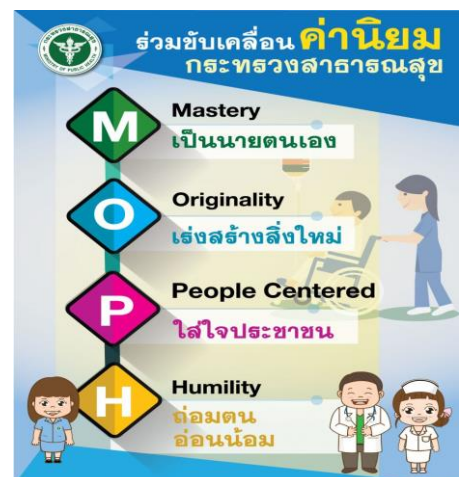 ร่วมขับเคลื่อน ค่านิยม
กระทรวงสาธารณสุข
M
Mastery
เป็นนายตนเอง
O
Originality
เร่งสร้างสิ่งใหม่
P
People Centered
ใส่ใจประชาชน
H
Humility
ถ่อมตน
อ่อนน้อม